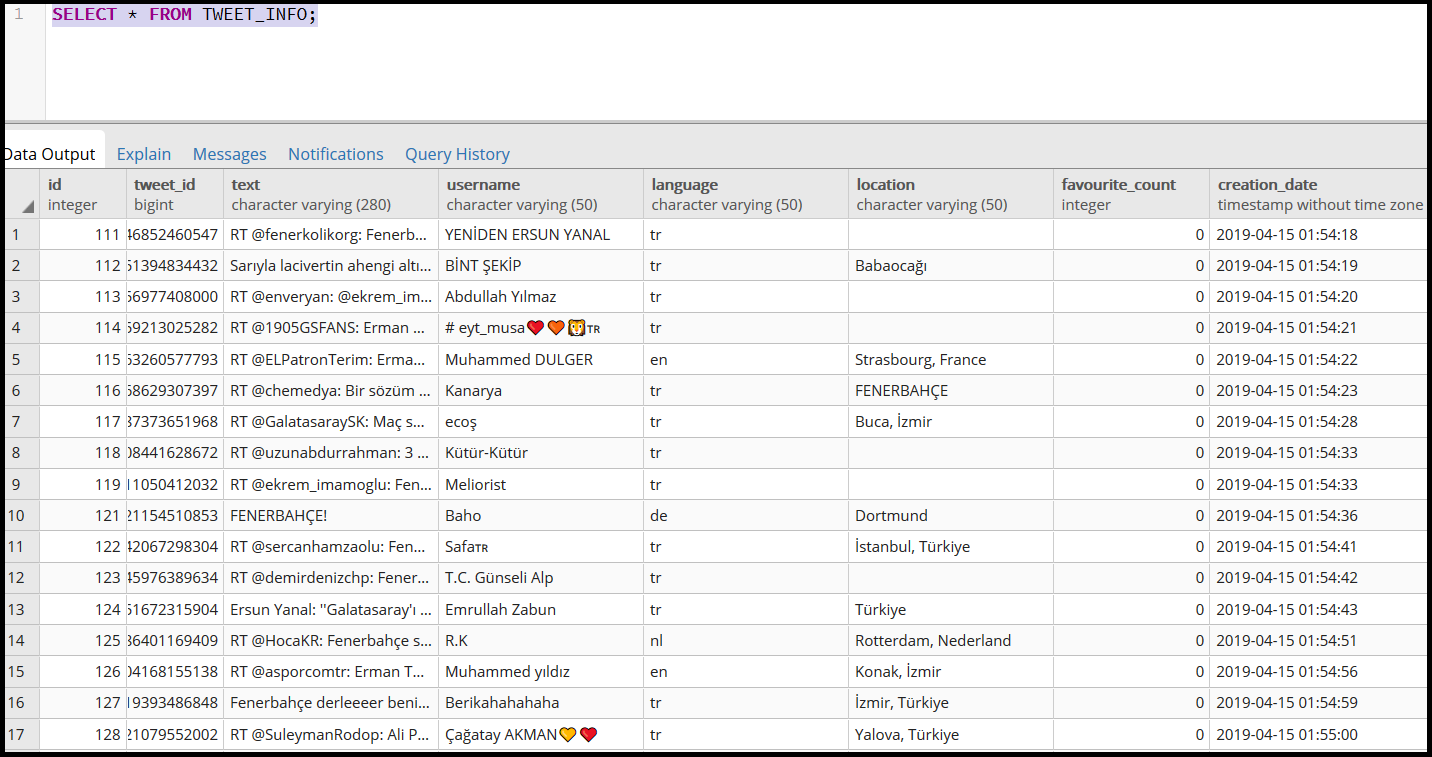 1 SELECT * FROM TWEET_INFO;
Data Output Explain Messages Notifications Query History
id tweet_id text username language location favourite_count creation_date
integer bigint character varying (280) character varying (50) character varying (50) character varying (50) integer timestamp without time zone
1 111 46852460547 RT @fenerkolikorg: Fenerb... YENİDEN ERSUN YANAL tr 0 2019-04-15 01:54:18
2 112 51394834432 Sarıyla lacivertin ahengi altı... BİNT ŞEKİP tr Babaocağı 0 2019-04-15 01:54:19
3 113 56977408000 RT @enveryan: @ekrem_im... Abdullah Yılmaz tr 0 2019-04-15 01:54:20
4 114 59213025282 RT @1905GSFANS: Erman ... # eyt_musa❤️🧡🐯🇹🇷 tr 0 2019-04-15 01:54:21
5 115 53260577793 RT @ELPatronTerim: Erma... Muhammed DULGER en Strasbourg, France 0 2019-04-15 01:54:22
6 116 58629307397 RT @chemedya: Bir sözüm ... Kanarya tr FENERBAHÇE 0 2019-04-15 01:54:23
7 117 37373651968 RT @GalatasaraySK: Maç s... ecoş tr Buca, İzmir 0 2019-04-15 01:54:28
8 118 08441628672 RT @uzunabdurrahman: 3 ... Kütür-Kütür tr 0 2019-04-15 01:54:33
9 119 11050412032 RT @ekrem_imamoglu: Fen... Meliorist tr 0 2019-04-15 01:54:33
10 121 21154510853 FENERBAHÇE! Baho de Dortmund 0 2019-04-15 01:54:36
11 122 42067298304 RT @sercanhamzaolu: Fen... Safa🇹🇷 tr İstanbul, Türkiye 0 2019-04-15 01:54:41
12 123 45976389634 RT @demirdenizchp: Fener... T.C. Günseli Alp tr 0 2019-04-15 01:54:42
13 124 51672315904 Ersun Yanal: "Galatasaray'ı ... Emrullah Zabun tr Türkiye 0 2019-04-15 01:54:43
14 125 36401169409 RT @HocaKR: Fenerbahçe s... R.K nl Rotterdam, Nederland 0 2019-04-15 01:54:51
15 126 04168155138 RT @asporcomtr: Erman T... Muhammed yıldız en Konak, İzmir 0 2019-04-15 01:54:56
16 127 19393486848 Fenerbahçe derleeeer beni... Berikahahahaha tr İzmir, Türkiye 0 2019-04-15 01:54:59
17 128 21079552002 RT @SuleymanRodop: Ali P... Çağatay AKMAN💛❤️ tr Yalova, Türkiye 0 2019-04-15 01:55:00